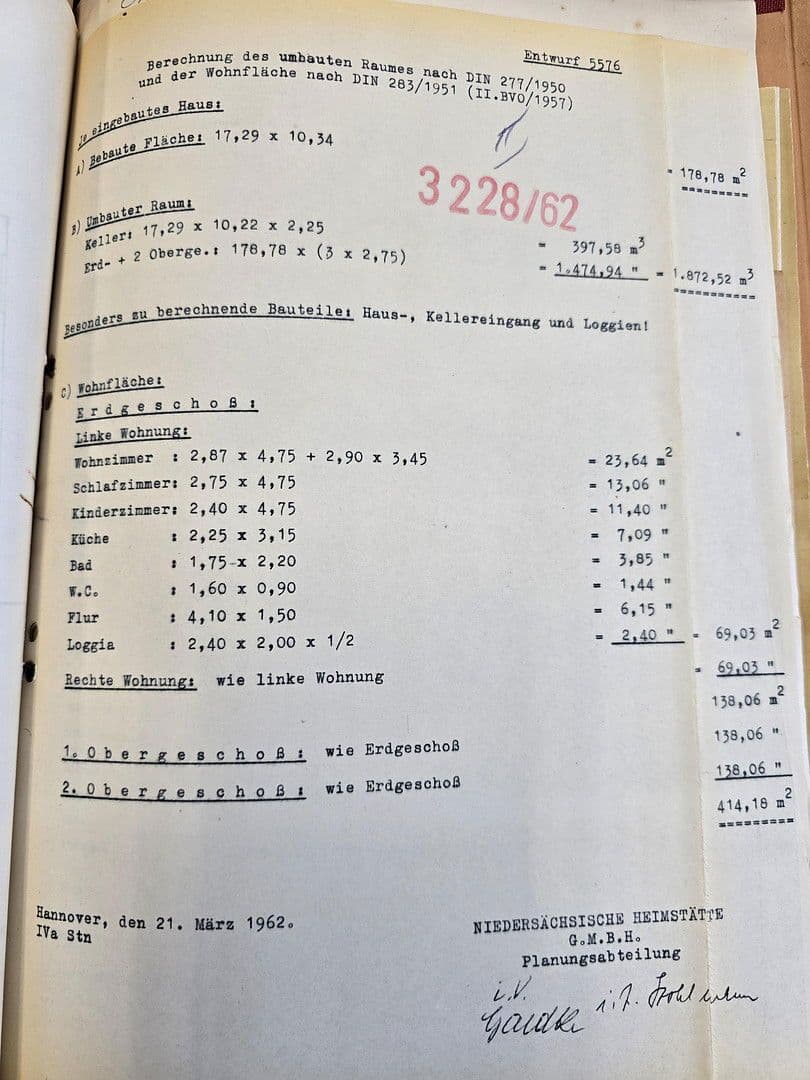 Entwurf 5576
Berechnung des umbauten Raumes nach DIN 277/1950
und der Wohnfläche nach DIN 283/1951 (II.BVO/1957)
Je eingebautes Haus:
A) Bebaute Fläche: 17,29 x 10,34 = 178,78 m²
3228/62
B) Umbauter Raum:
Keller: 17,29 x 10,22 x 2,25 = 397,58 m³
Erd- + 2 Oberge.: 178,78 x (3 x 2,75) = 1.474,94 " = 1.872,52 m³
Besonders zu berechnende Bauteile: Haus-, Kellereingang und Loggien!
C) Wohnfläche:
E r d g e s c h o ß :
Linke Wohnung:
Wohnzimmer : 2,87 x 4,75 + 2,90 x 3,45 = 23,64 m²
Schlafzimmer: 2,75 x 4,75 = 13,06 "
Kinderzimmer: 2,40 x 4,75 = 11,40 "
Küche : 2,25 x 3,15 = 7,09 "
Bad : 1,75 x 2,20 = 3,85 "
W.C. : 1,60 x 0,90 = 1,44 "
Flur : 4,10 x 1,50 = 6,15 "
Loggia : 2,40 x 2,00 x 1/2 = 2,40 " = 69,03 m²
Rechte Wohnung: wie linke Wohnung = 69,03 "
138,06 m²
1. O b e r g e s c h o ß : wie Erdgeschoß 138,06 "
2. O b e r g e s c h o ß : wie Erdgeschoß 138,06 "
414,18 m²
Hannover, den 21. März 1962.
IVa Stn
NIEDERSÄCHSISCHE HEIMSTÄTTE
G.M.B.H.
Planungsabteilung
i.V.